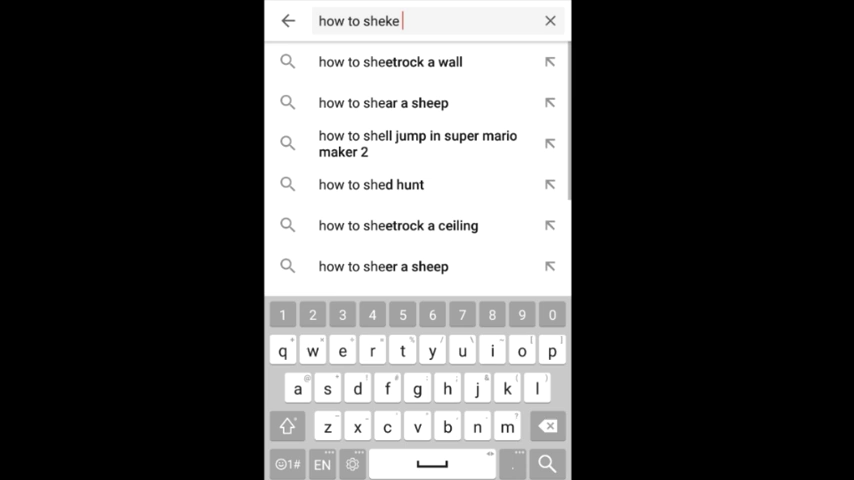 how to sheke
how to sheetrock a wall
how to shear a sheep
how to shell jump in super mario
maker 2
how to shed hunt
how to sheetrock a ceiling
how to sheer a sheep
1 2 3 4 5 6 7 8 9 0
q w e r t y u i o p
a s d f g h j k l
z x c v b n m
☺1# EN .